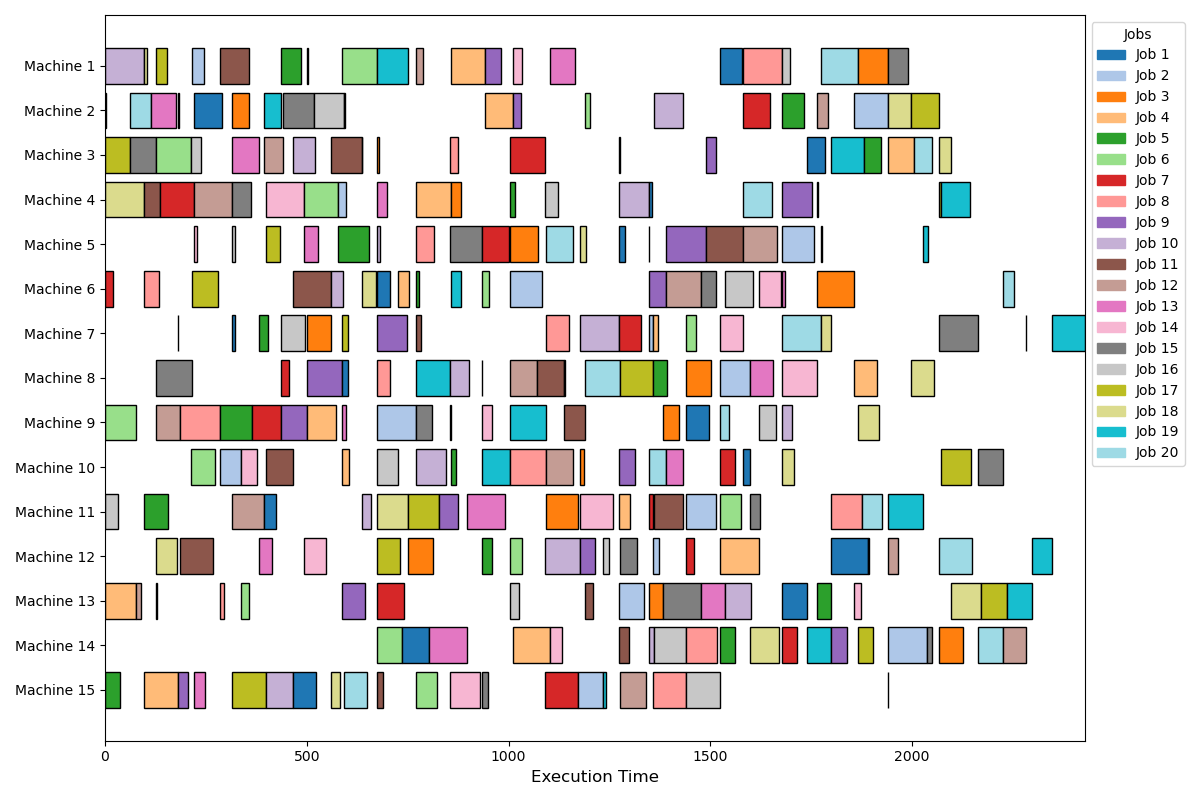 Machine 1
Machine 2
Machine 3
Machine 4
Machine 5
Machine 6
Machine 7
Machine 8
Machine 9
Machine 10
Machine 11
Machine 12
Machine 13
Machine 14
Machine 15
0 500 1000 1500 2000
Execution Time
Jobs
Job 1
Job 2
Job 3
Job 4
Job 5
Job 6
Job 7
Job 8
Job 9
Job 10
Job 11
Job 12
Job 13
Job 14
Job 15
Job 16
Job 17
Job 18
Job 19
Job 20